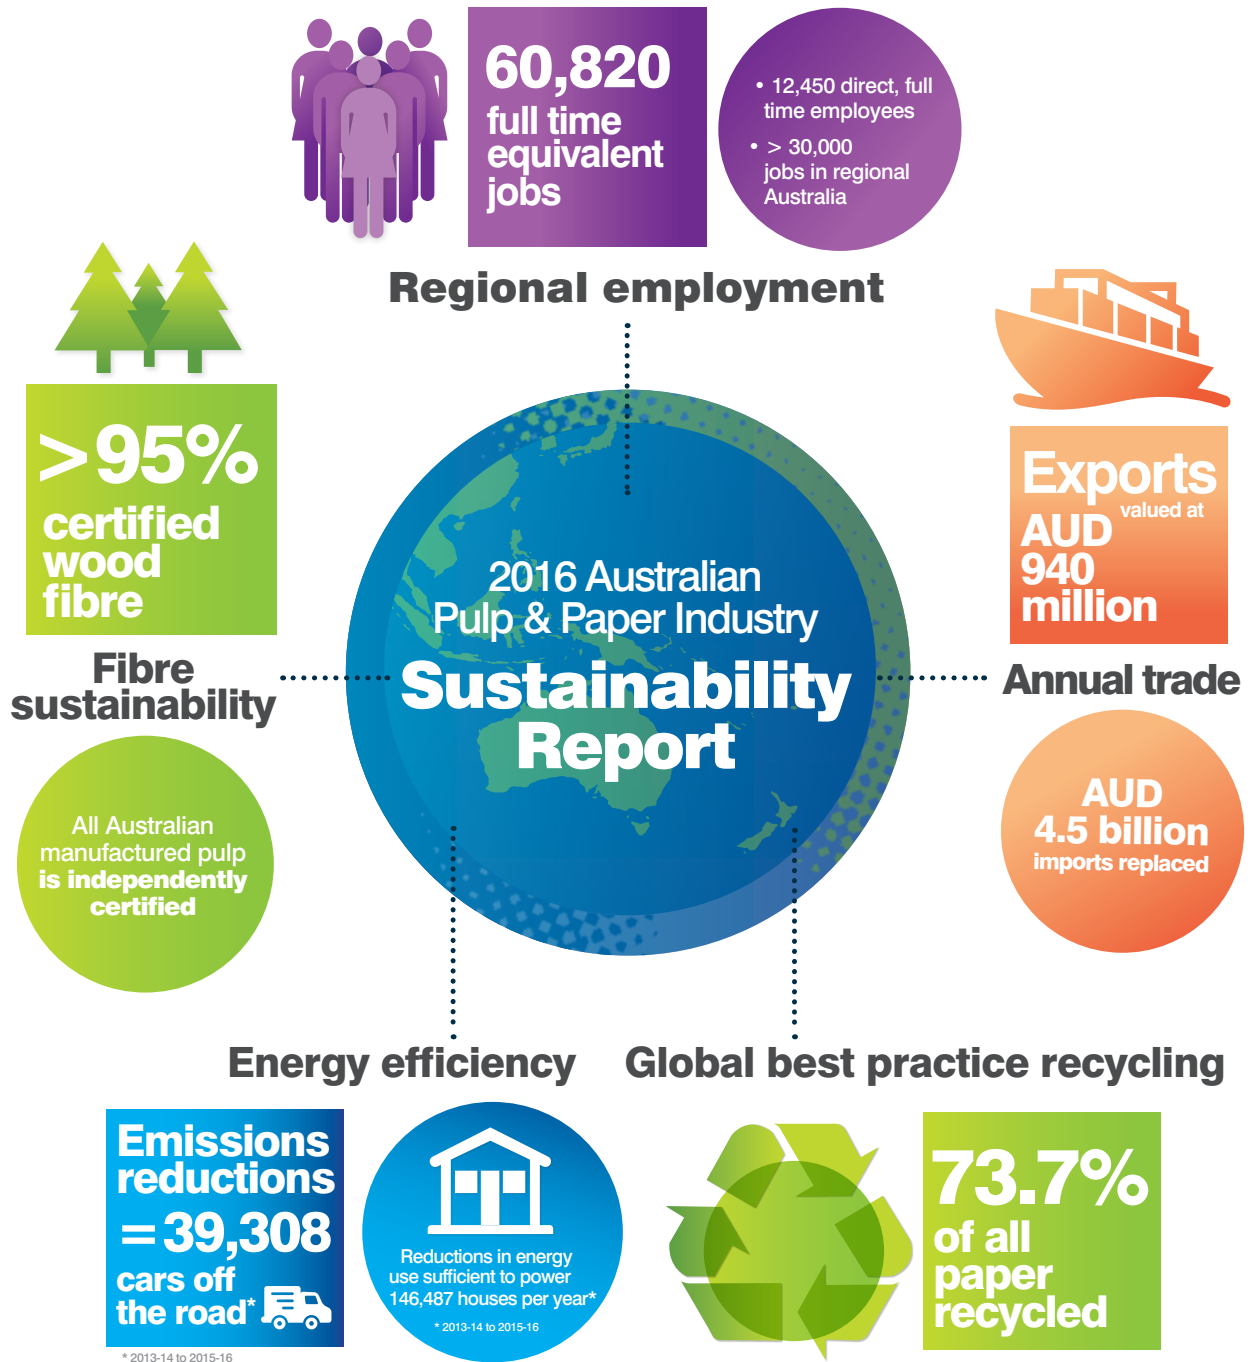 60,820
full time
equivalent
jobs
• 12,450 direct, full
time employees
• > 30,000
jobs in regional
Australia
Regional employment
>95%
certified
wood
fibre
Fibre
sustainability
All Australian
manufactured pulp
is independently
certified
2016 Australian
Pulp & Paper Industry
Sustainability
Report
Exports
valued at
AUD
940
million
Annual trade
AUD
4.5 billion
imports replaced
Energy efficiency
Emissions
reductions
=39,308
cars off
the road*
* 2013-14 to 2015-16
Reductions in energy
use sufficient to power
146,487 houses per year*
* 2013-14 to 2015-16
Global best practice recycling
73.7%
of all
paper
recycled